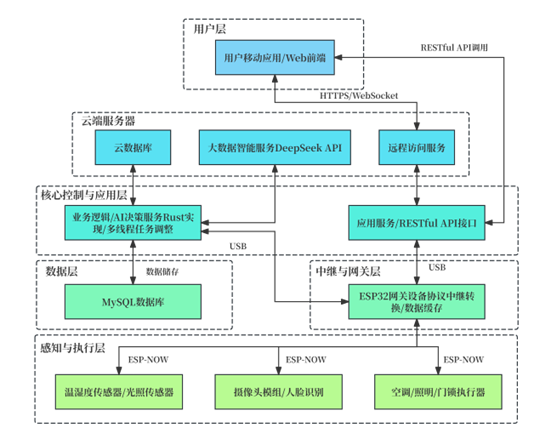 用户层
用户移动应用/Web前端
RESTful API调用
HTTPS/WebSocket
云端服务器
云数据库
大数据智能服务DeepSeek API
远程访问服务
核心控制与应用层
业务逻辑/AI决策服务Rust实
现/多线程任务调整
应用服务/RESTful API接口
USB
USB
数据层
数据储存
MySQL数据库
中继与网关层
ESP32网关设备协议中继转
换/数据缓存
感知与执行层
ESP-NOW
ESP-NOW
ESP-NOW
温湿度传感器/光照传感器
摄像头模组/人脸识别
空调/照明/门锁执行器